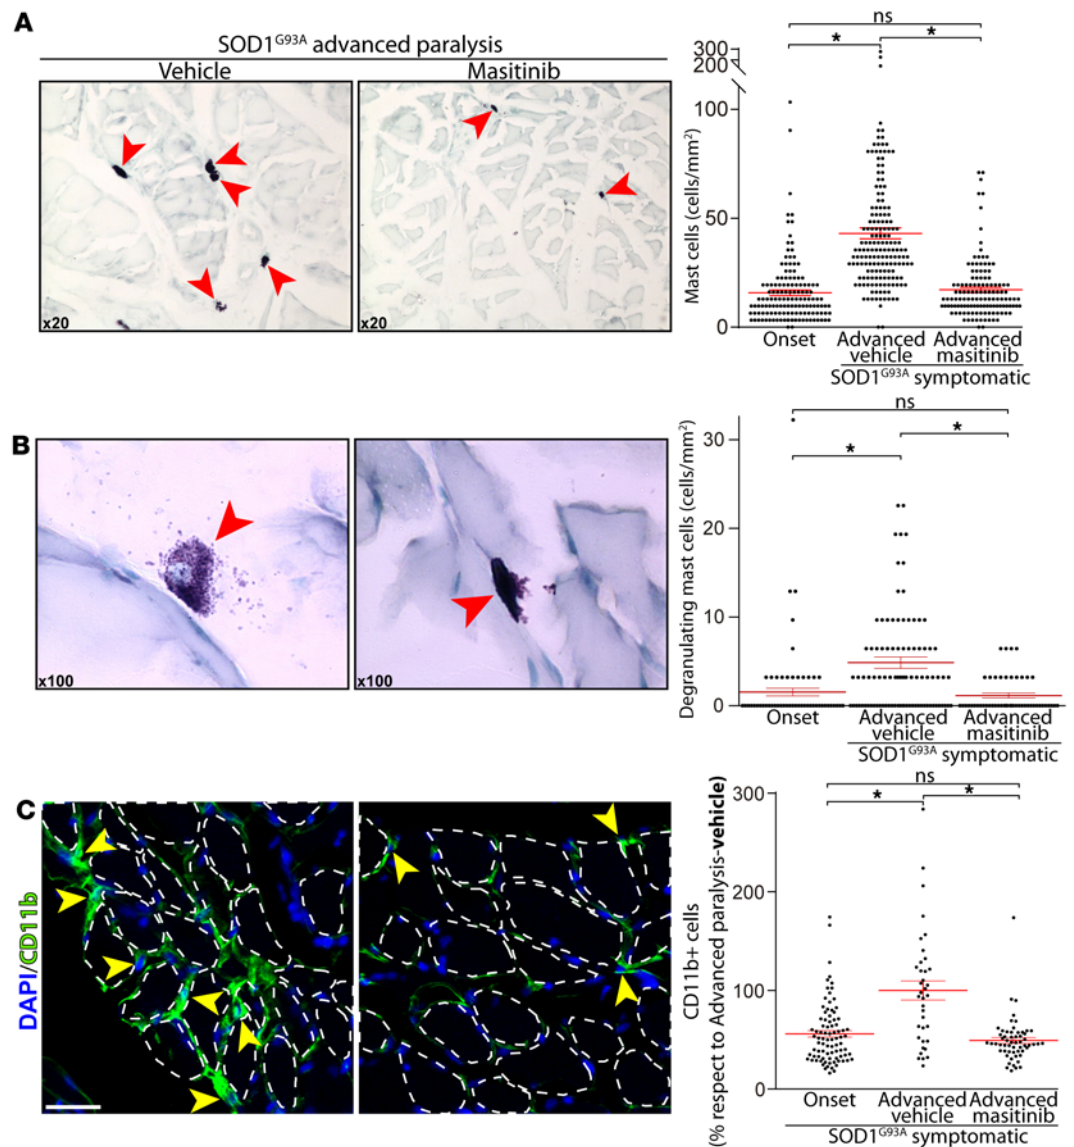 A
SOD1G93A advanced paralysis
Vehicle
Masitinib
x20
x20
Mast cells (cells/mm2)
300
200
100
50
0
ns
*
*
Onset
Advanced vehicle
Advanced masitinib
SOD1G93A symptomatic
B
x100
x100
Degranulating mast cells (cells/mm2)
30
20
10
0
ns
*
*
Onset
Advanced vehicle
Advanced masitinib
SOD1G93A symptomatic
C
DAPI/CD11b
CD11b+ cells
(% respect to Advanced paralysis-vehicle)
300
200
100
0
ns
*
*
Onset
Advanced vehicle
Advanced masitinib
SOD1G93A symptomatic